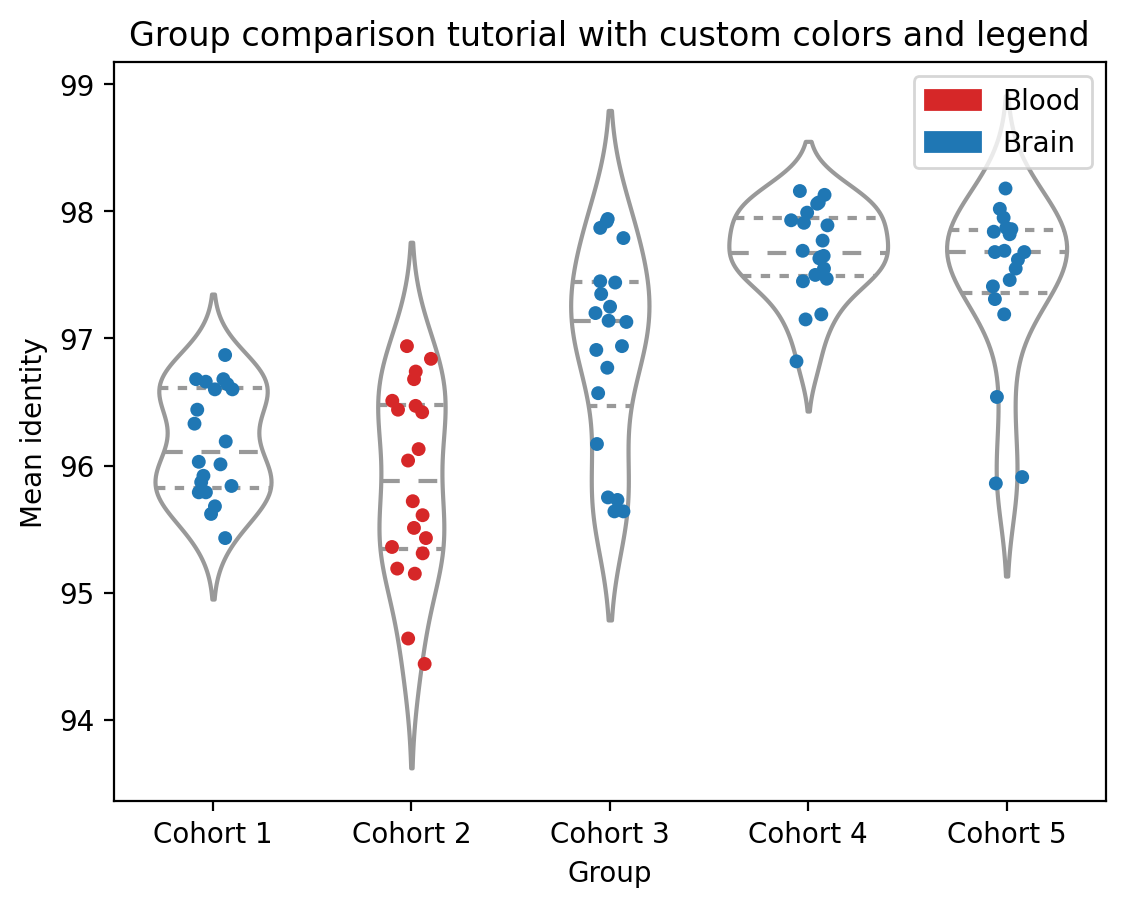 Group comparison tutorial with custom colors and legend
Blood
Brain
99
98
97
96
95
94
Mean identity
Cohort 1
Cohort 2
Cohort 3
Cohort 4
Cohort 5
Group